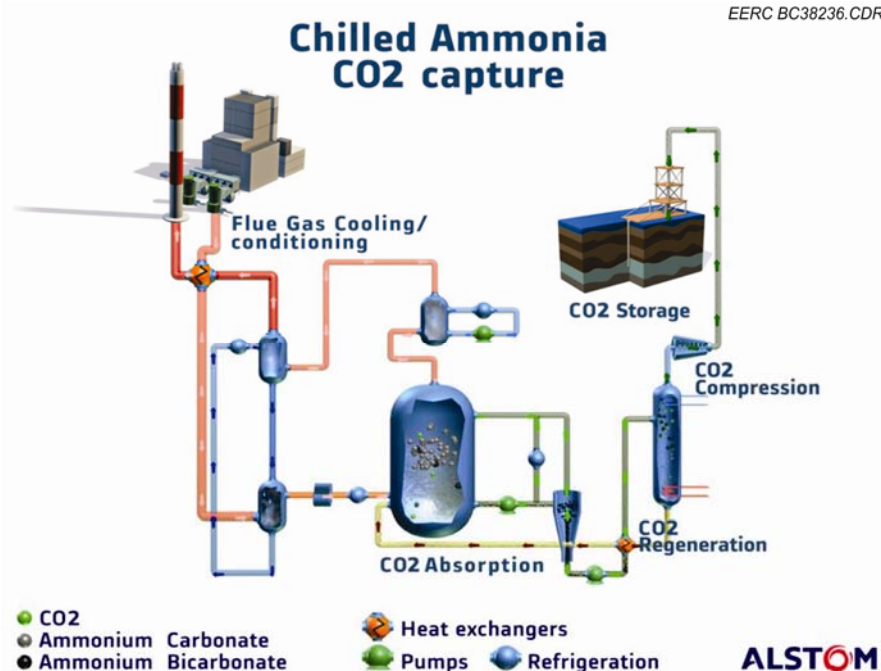 EERC BC38236.CDR
Chilled Ammonia
CO2 capture
Flue Gas Cooling/
conditioning
CO2 Storage
CO2
Compression
CO2
Regeneration
CO2 Absorption
CO2
Ammonium Carbonate
Ammonium Bicarbonate
Heat exchangers
Pumps
Refrigeration
ALSTOM